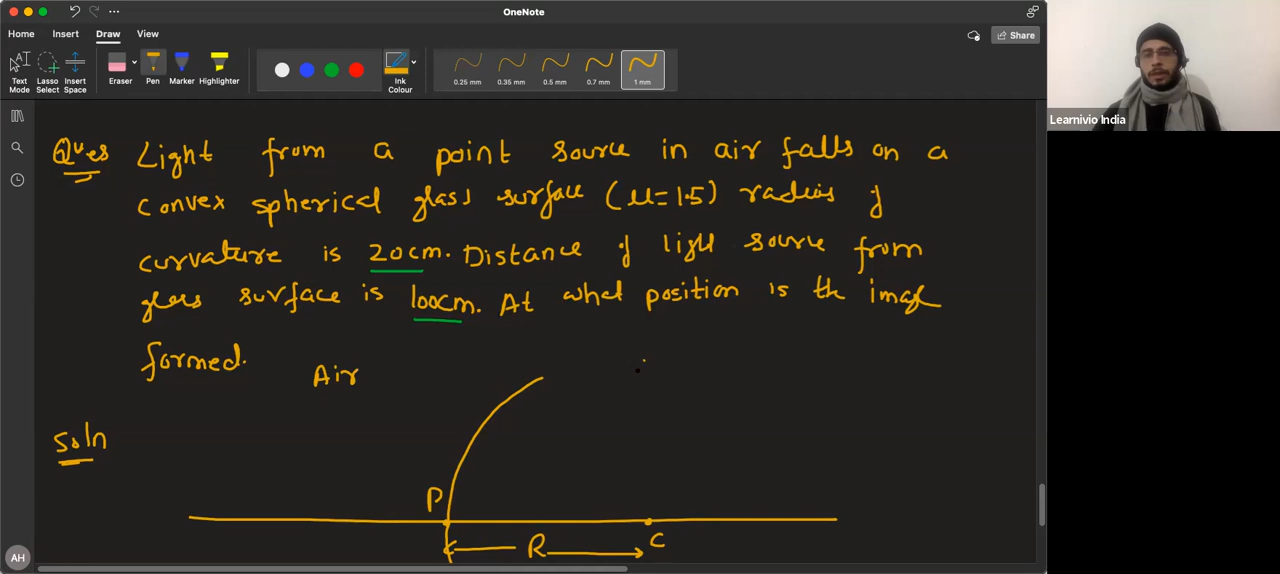 OneNote
Home Insert Draw View
Share
Text Mode
Lasso Select
Insert Space
Eraser
Pen
Marker
Highlighter
Ink Colour
0.25 mm
0.35 mm
0.5 mm
0.7 mm
1 mm
Learnivio India
Ques Light from a point source in air falls on a
convex spherical glass surface (μ=1.5) radius of
curvature is 20cm. Distance of light source from
glass surface is 100cm. At what position is the image
formed.
Air
Soln
P
R
C
AH